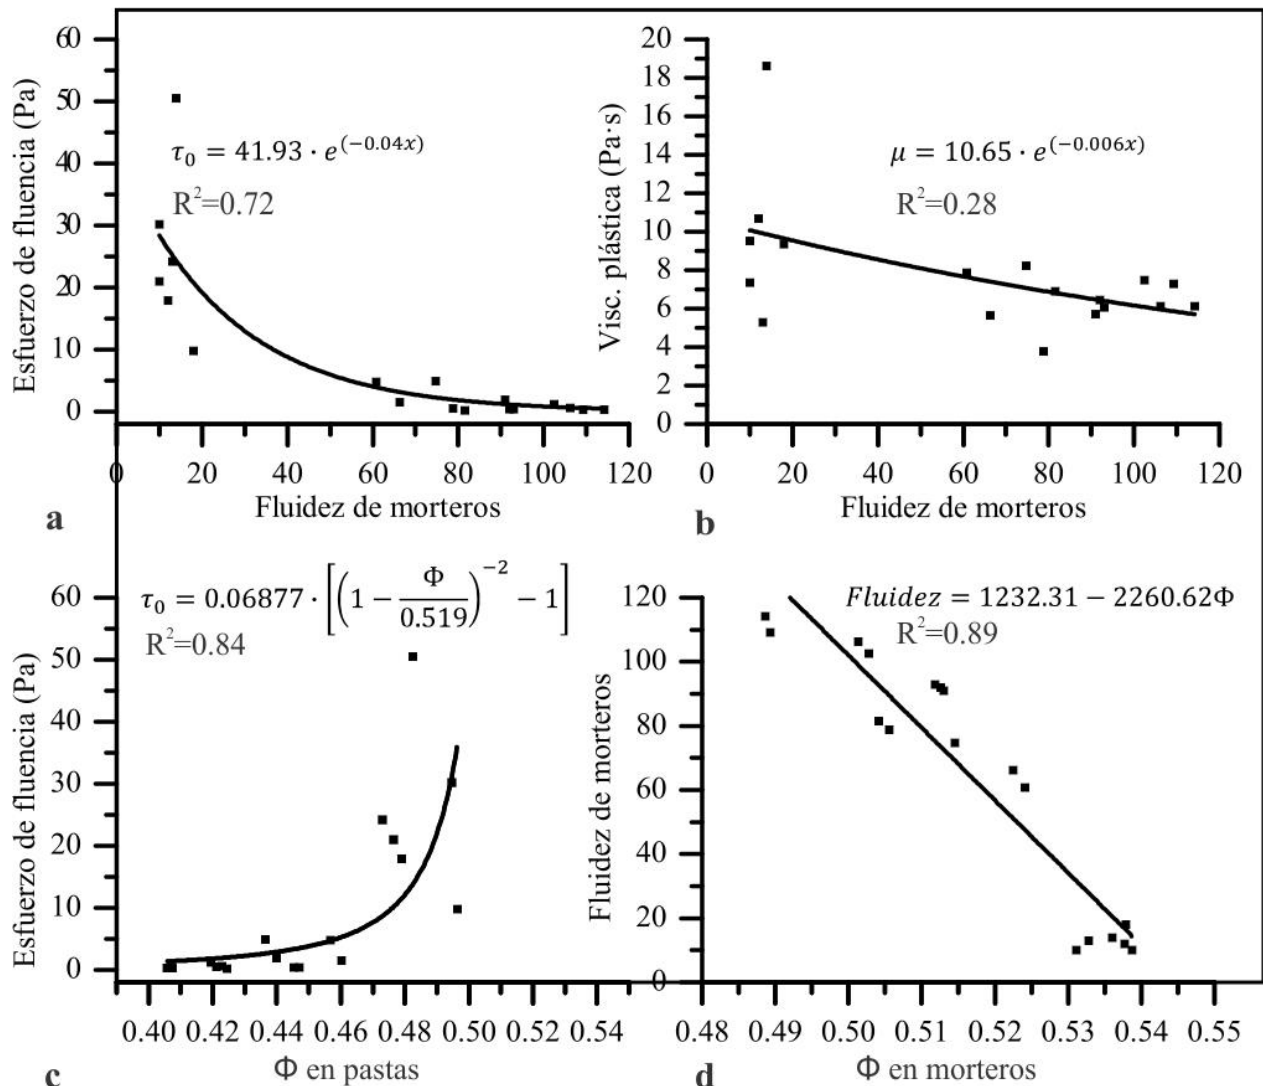 60
50
40
30
20
10
0
Esfuerzo de fluencia (Pa)
τ₀ = 41.93 · e^(−0.04x)
R²=0.72
0 20 40 60 80 100 120
Fluidez de morteros
a
20
18
16
14
12
10
8
6
4
2
0
Visc. plástica (Pa·s)
μ = 10.65 · e^(−0.006x)
R²=0.28
0 20 40 60 80 100 120
Fluidez de morteros
b
τ₀ = 0.06877 · [(1 − Φ/0.519)^−2 − 1]
R²=0.84
60
50
40
30
20
10
0
Esfuerzo de fluencia (Pa)
0.40 0.42 0.44 0.46 0.48 0.50 0.52 0.54
Φ en pastas
c
Fluidez = 1232.31 − 2260.62Φ
R²=0.89
120
100
80
60
40
20
0
Fluidez de morteros
0.48 0.49 0.50 0.51 0.52 0.53 0.54 0.55
Φ en morteros
d